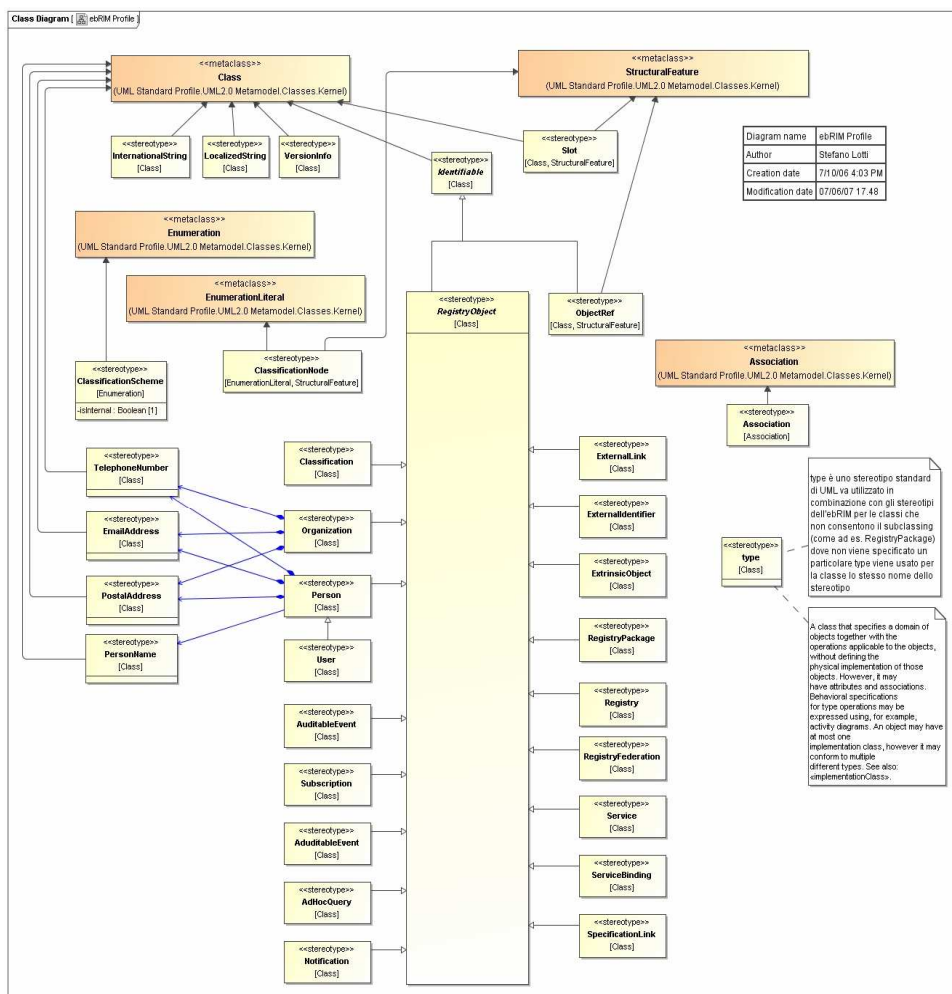 Class Diagram [ ebRIM Profile ]
<<metaclass>>
Class
(UML Standard Profile.UML2.0 Metamodel.Classes.Kernel)
<<metaclass>>
StructuralFeature
(UML Standard Profile.UML2.0 Metamodel.Classes.Kernel)
<<stereotype>>
InternationalString
[Class]
<<stereotype>>
LocalizedString
[Class]
<<stereotype>>
VersionInfo
[Class]
<<stereotype>>
Identifiable
[Class]
<<stereotype>>
Slot
[Class, StructuralFeature]
Diagram name ebRIM Profile
Author Stefano Lotti
Creation date 7/10/06 4:03 PM
Modification date 07/06/07 17.48
<<metaclass>>
Enumeration
(UML Standard Profile.UML2.0 Metamodel.Classes.Kernel)
<<metaclass>>
EnumerationLiteral
(UML Standard Profile.UML2.0 Metamodel.Classes.Kernel)
<<stereotype>>
RegistryObject
[Class]
<<stereotype>>
ObjectRef
[Class, StructuralFeature]
<<metaclass>>
Association
(UML Standard Profile.UML2.0 Metamodel.Classes.Kernel)
<<stereotype>>
ClassificationScheme
[Enumeration]
-isInternal : Boolean [1]
<<stereotype>>
ClassificationNode
[EnumerationLiteral, StructuralFeature]
<<stereotype>>
Association
[Association]
<<stereotype>>
TelephoneNumber
[Class]
<<stereotype>>
Classification
[Class]
<<stereotype>>
ExternalLink
[Class]
<<stereotype>>
EmailAddress
[Class]
<<stereotype>>
Organization
[Class]
<<stereotype>>
ExternalIdentifier
[Class]
<<stereotype>>
type
[Class]
type è uno stereotipo standard
di UML va utilizzato in
combinazione con gli stereotipi
dell'ebRIM per le classi che
non consentono il subclassing
(come ad es. RegistryPackage)
dove non viene specificato un
particolare type viene usato per
la classe lo stesso nome dello
stereotipo
<<stereotype>>
PostalAddress
[Class]
<<stereotype>>
Person
[Class]
<<stereotype>>
ExtrinsicObject
[Class]
<<stereotype>>
PersonName
[Class]
<<stereotype>>
User
[Class]
<<stereotype>>
RegistryPackage
[Class]
A class that specifies a domain of
objects together with the
operations applicable to the objects,
without defining the
physical implementation of those
objects. However, it may
have attributes and associations.
Behavioral specifications
for type operations may be
expressed using, for example,
activity diagrams. An object may have
at most one
implementation class, however it may
conform to multiple
different types. See also:
«implementationClass».
<<stereotype>>
AuditableEvent
[Class]
<<stereotype>>
Registry
[Class]
<<stereotype>>
Subscription
[Class]
<<stereotype>>
RegistryFederation
[Class]
<<stereotype>>
AduditableEvent
[Class]
<<stereotype>>
Service
[Class]
<<stereotype>>
AdHocQuery
[Class]
<<stereotype>>
ServiceBinding
[Class]
<<stereotype>>
Notification
[Class]
<<stereotype>>
SpecificationLink
[Class]